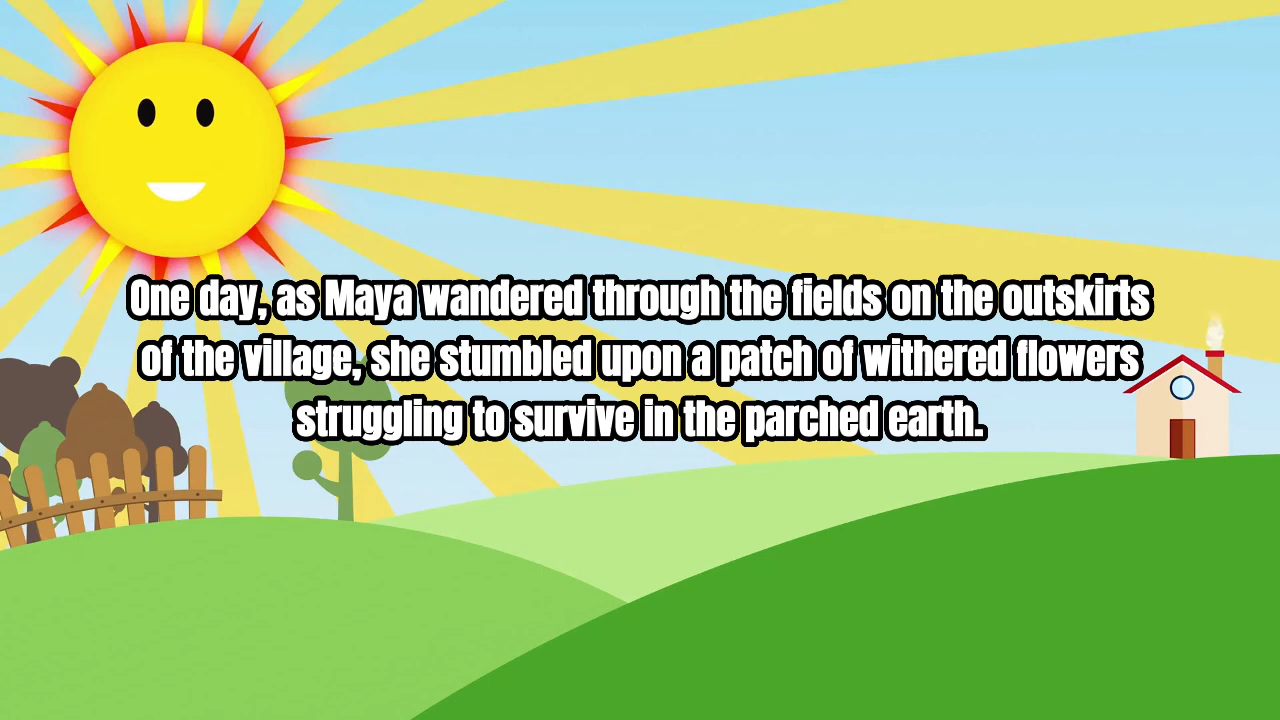 One day, as Maya wandered through the fields on the outskirts
of the village, she stumbled upon a patch of withered flowers
struggling to survive in the parched earth.